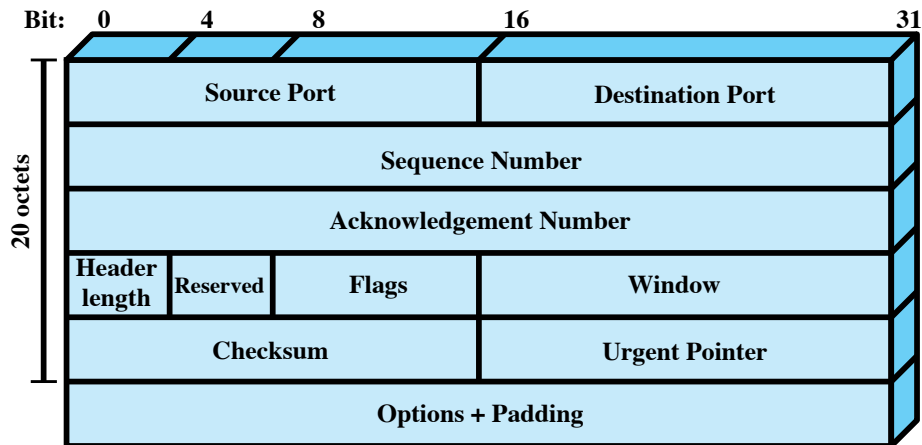 Bit: 0 4 8 16 31
Source Port Destination Port
Sequence Number
Acknowledgement Number
Header
length Reserved Flags Window
Checksum Urgent Pointer
Options + Padding
20 octets